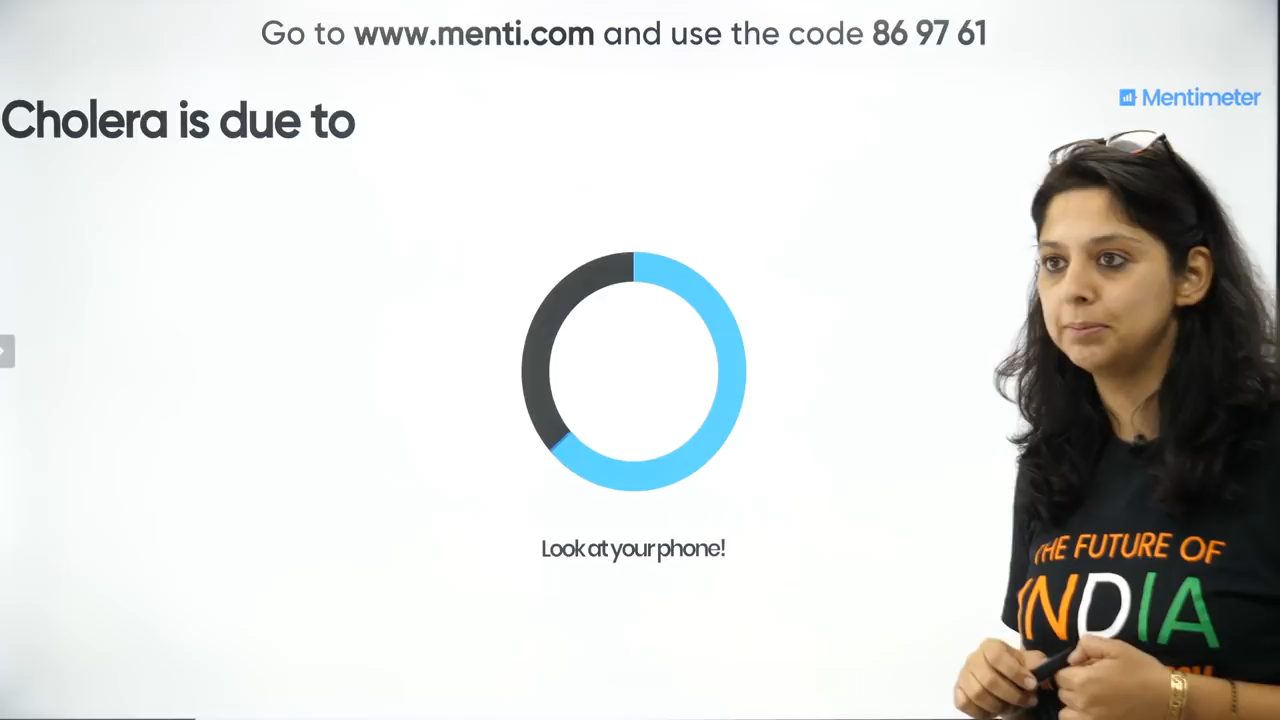 Go to www.menti.com and use the code 86 97 61
Mentimeter
Cholera is due to
Look at your phone!
THE FUTURE OF
INDIA